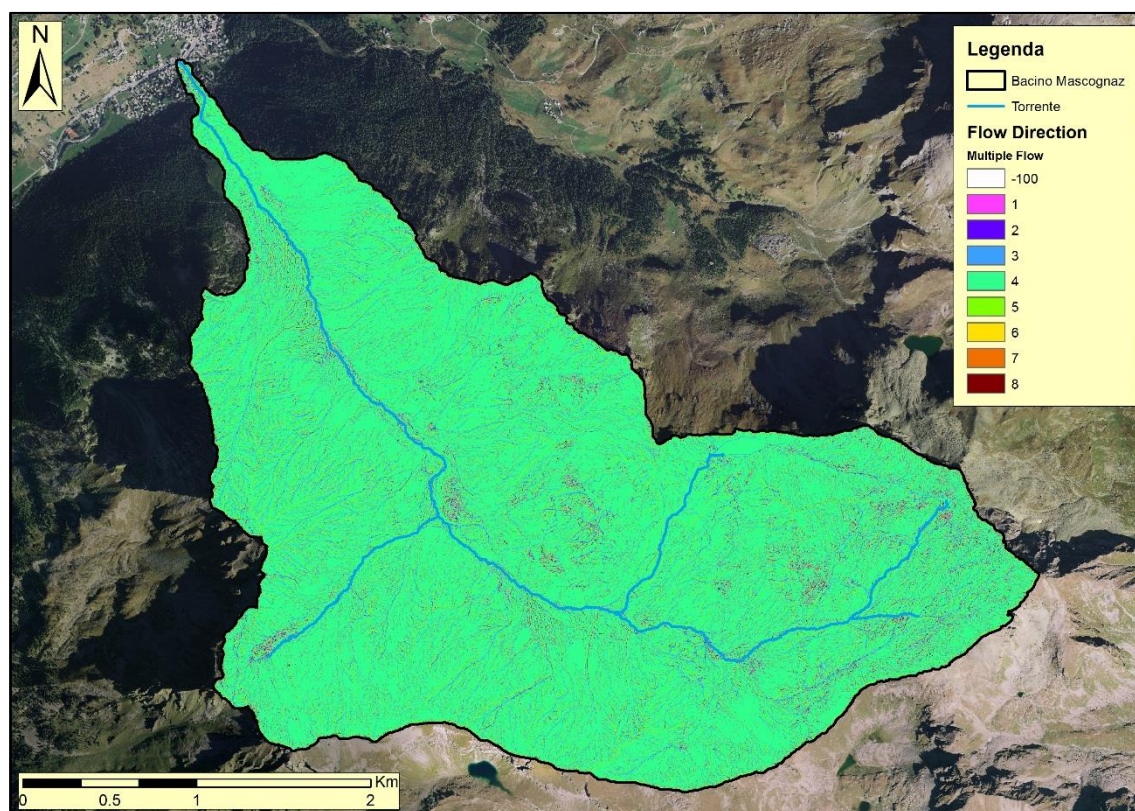 N
Legenda
Bacino Mascognaz
Torrente
Flow Direction
Multiple Flow
-100
1
2
3
4
5
6
7
8
Km
0 0.5 1 2